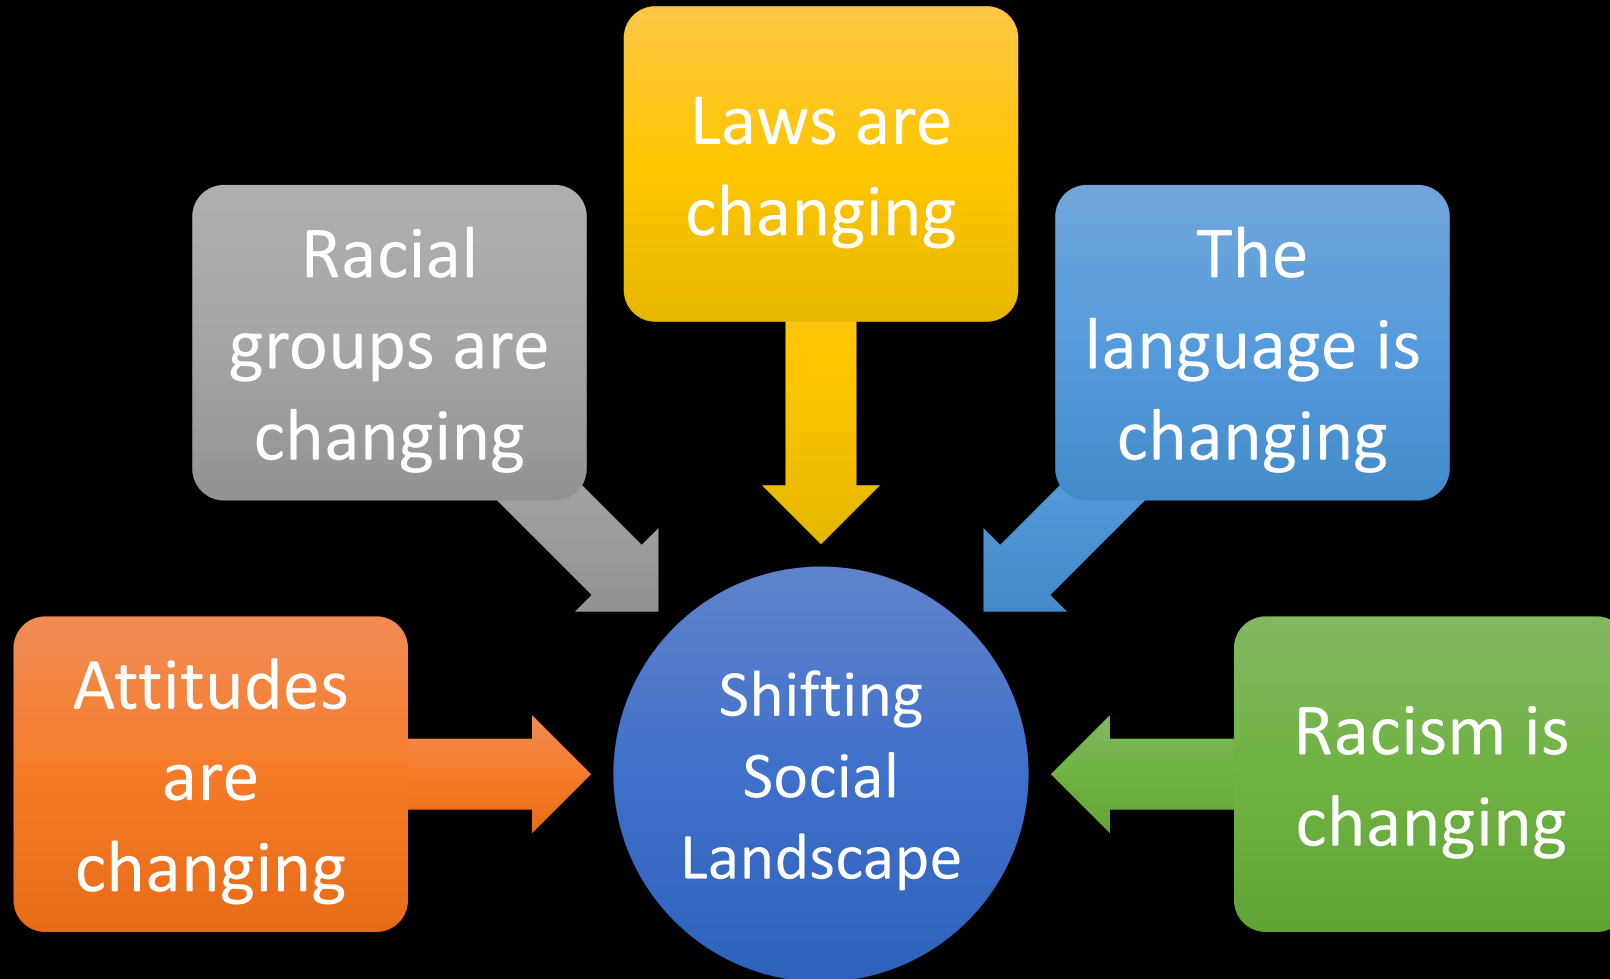 Laws are
changing
Racial
groups are
changing
The
language is
changing
Attitudes
are
changing
Shifting
Social
Landscape
Racism is
changing